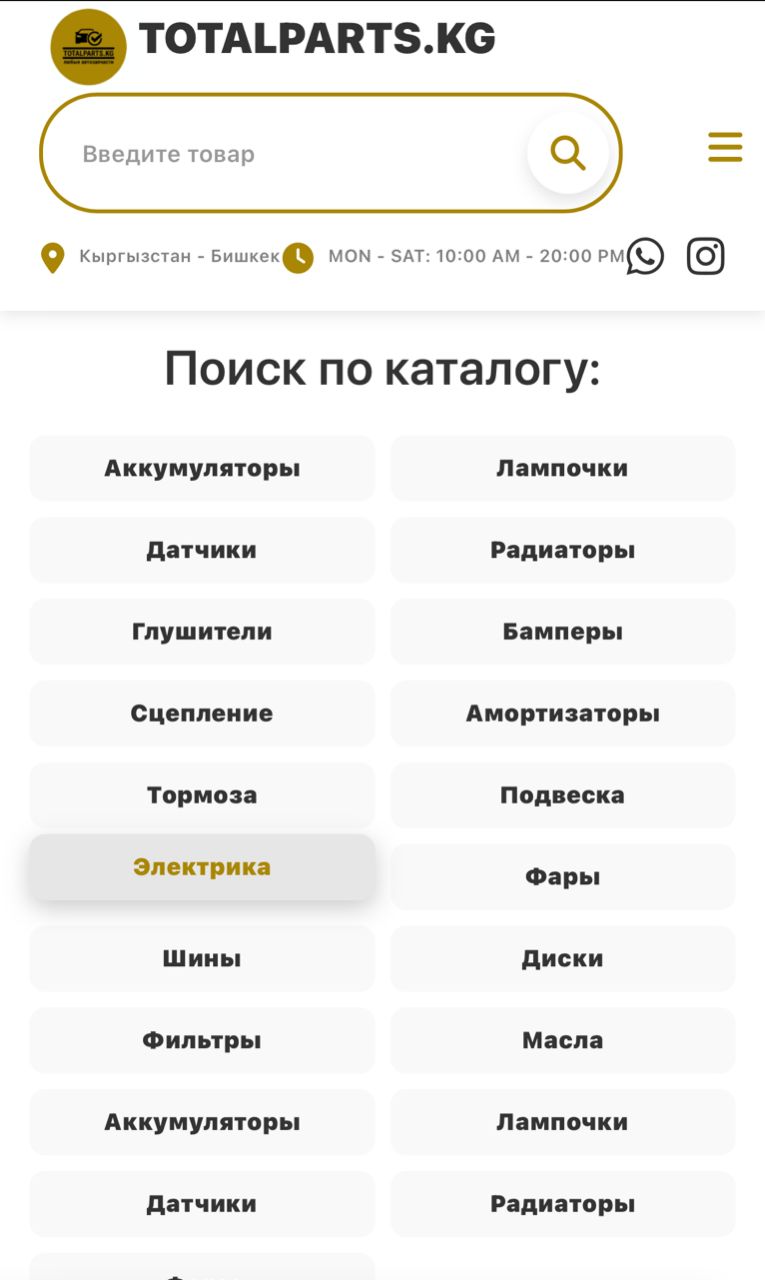 TOTALPARTS.KG
TOTALPARTS.KG
любые автозапчасти
Введите товар
Кыргызстан - Бишкек MON - SAT: 10:00 AM - 20:00 PM
Поиск по каталогу:
Аккумуляторы Лампочки
Датчики Радиаторы
Глушители Бамперы
Сцепление Амортизаторы
Тормоза Подвеска
Электрика Фары
Шины Диски
Фильтры Масла
Аккумуляторы Лампочки
Датчики Радиаторы